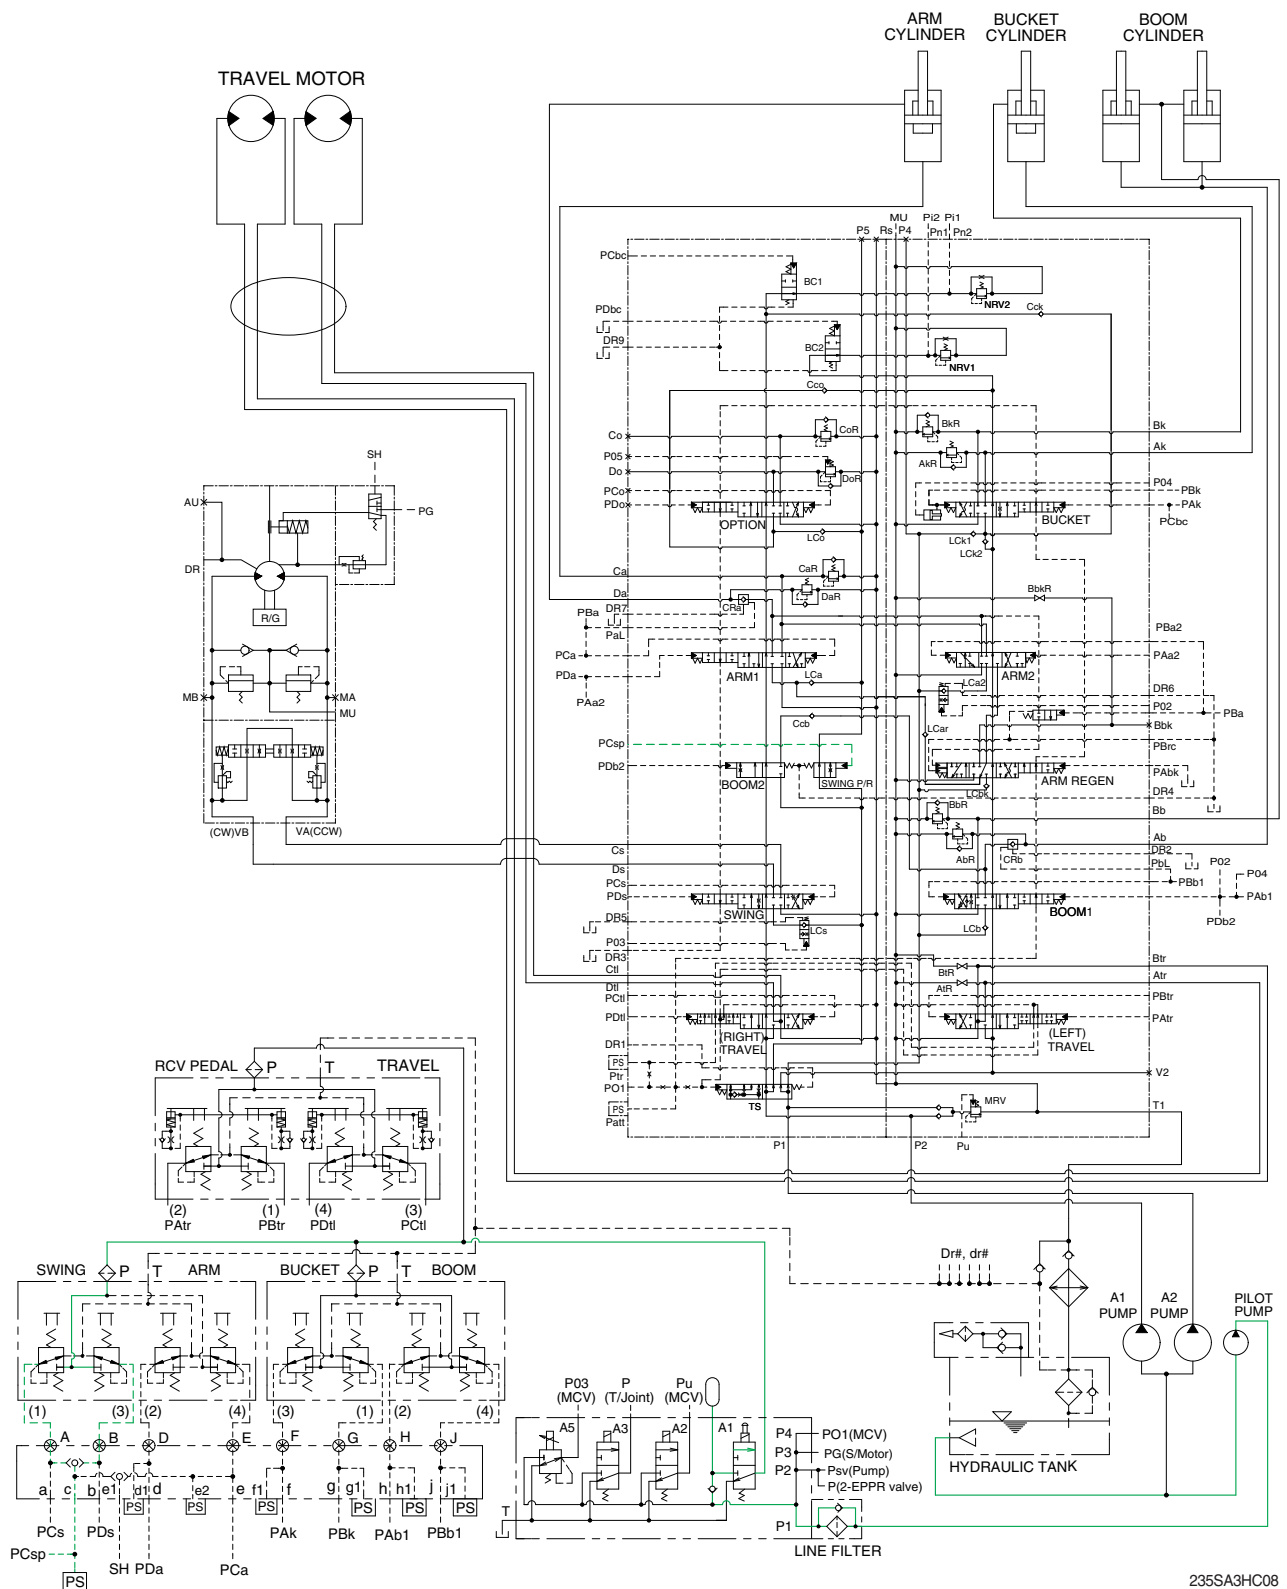 ARM
CYLINDER
BUCKET
CYLINDER
BOOM
CYLINDER
TRAVEL MOTOR
MU
Pi2
Pi1
P5
Rs
P4
Pn1
Pn2
PCbc
BC1
NRV2
Cck
PDbc
DR9
BC2
NRV1
Cco
CoR
BkR
Bk
Co
P05
Do
PCo
PDo
DoR
AkR
Ak
P04
PBk
PAk
PCbc
OPTION
BUCKET
LCo
LCk1
LCk2
SH
AU
PG
DR
R/G
MB
MA
MU
(CW)VB
VA(CCW)
Ca
CaR
Da
DaR
CRa
BbkR
PBa
DR7
PaL
PBa2
PCa
PAa2
PDa
ARM1
ARM2
PAa2
LCa
LCa2
DR6
P02
PBa
Ccb
LCar
Bbk
PCsp
PBrc
PDb2
PAbk
BOOM2
SWING P/R
ARM REGEN
LCbk
DR4
BbR
Bb
Cs
AbR
CRb
Ab
DR2
Ds
PbL
P02
PCs
PBb1
P04
PDs
PAb1
SWING
BOOM1
PDb2
DR5
LCs
LCb
P03
DR3
Ctl
BtR
Btr
Dtl
AtR
Atr
PCtl
PBtr
PDtl
PAtr
(RIGHT)
TRAVEL
(LEFT)
TRAVEL
DR1
PS
Ptr
V2
PO1
TS
MRV
PS
T1
Patt
P1
P2
Pu
RCV PEDAL
P
T
TRAVEL
(2)
(1)
(4)
(3)
PAtr
PBtr
PDtl
PCtl
SWING
P
T
ARM
BUCKET
P
T
BOOM
Dr#, dr#
A1
PUMP
A2
PUMP
PILOT
PUMP
(1)
(3)
(2)
(4)
(3)
(1)
(2)
(4)
A
B
D
E
F
G
H
J
a
c
b
e1
d1
d
e2
e
f1
f
g
g1
h
h1
j
j1
PS
PS
PS
PS
PS
PS
PCs
PDs
PAk
PBk
PAb1
PBb1
PCsp
SH
PDa
PCa
PS
P03
(MCV)
P
(T/Joint)
Pu
(MCV)
A5
A3
A2
A1
P4
PO1(MCV)
P3
PG(S/Motor)
P2
Psv(Pump)
P(2-EPPR valve)
T
P1
LINE FILTER
HYDRAULIC TANK
235SA3HC08